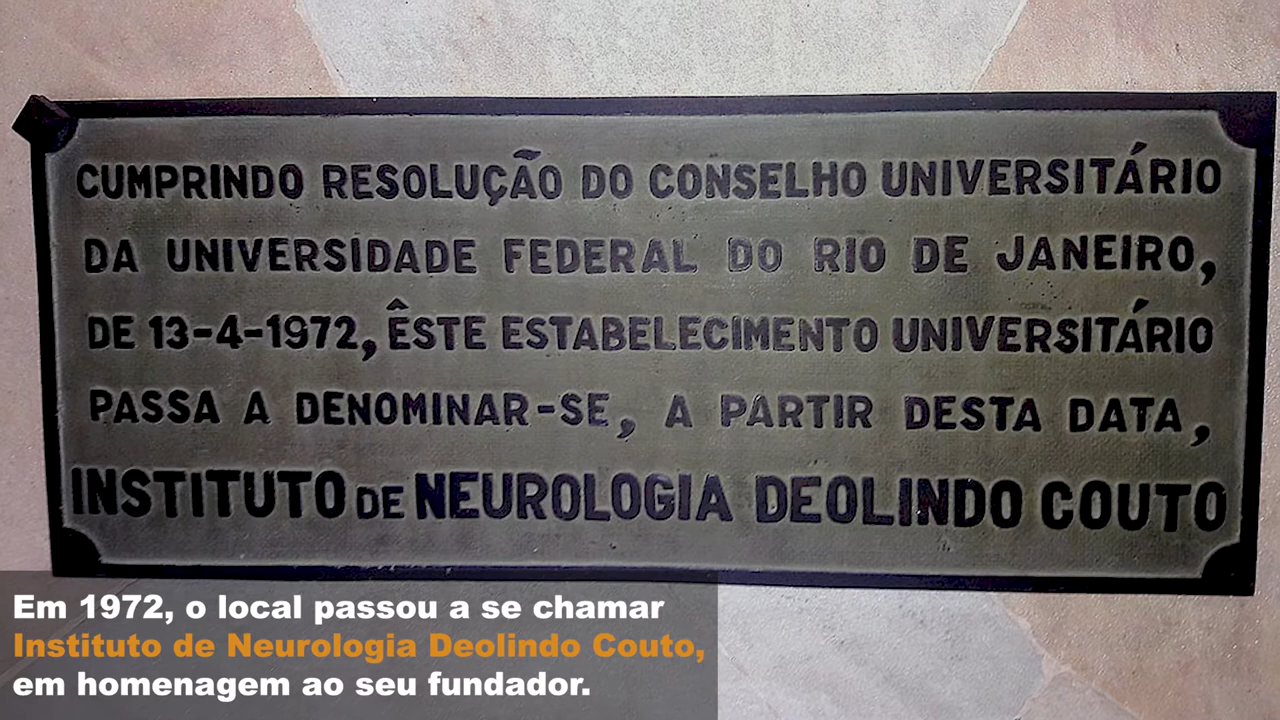 CUMPRINDO RESOLUÇÃO DO CONSELHO UNIVERSITÁRIO
DA UNIVERSIDADE FEDERAL DO RIO DE JANEIRO,
DE 13-4-1972, ÊSTE ESTABELECIMENTO UNIVERSITÁRIO
PASSA A DENOMINAR-SE, A PARTIR DESTA DATA,
INSTITUTO DE NEUROLOGIA DEOLINDO COUTO
Em 1972, o local passou a se chamar
Instituto de Neurologia Deolindo Couto,
em homenagem ao seu fundador.